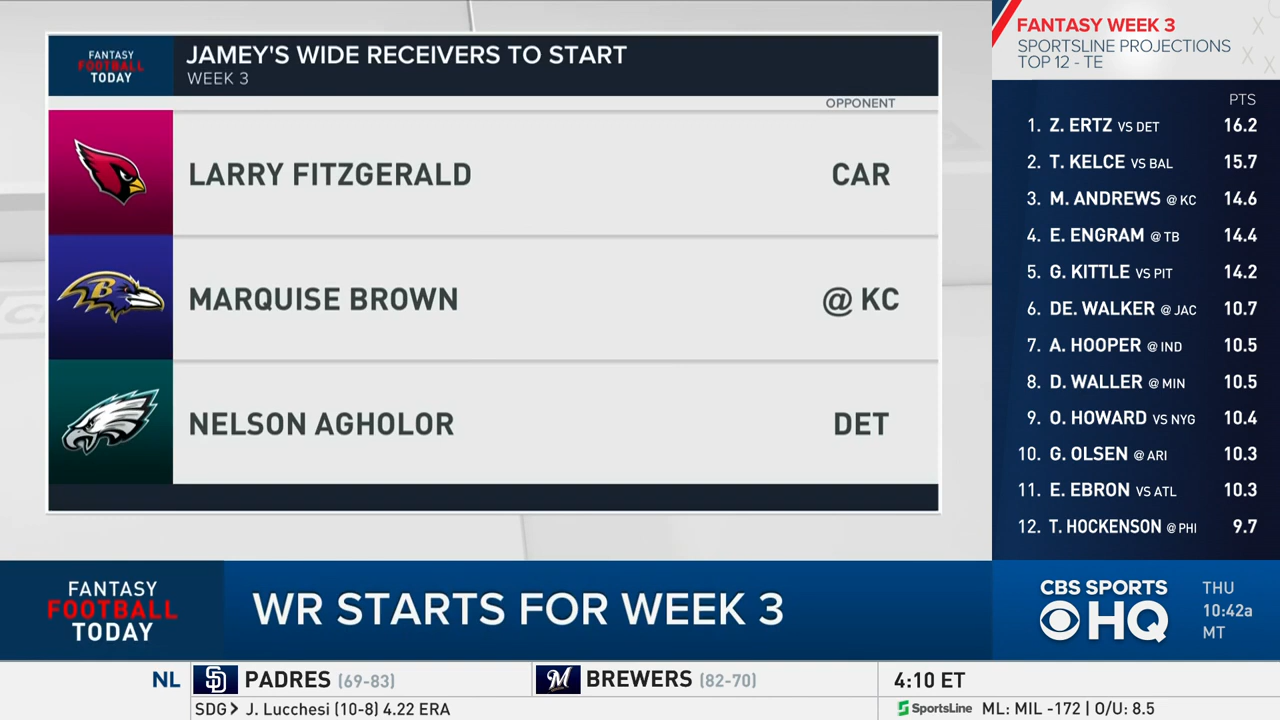 FANTASY
FOOTBALL
TODAY
JAMEY'S WIDE RECEIVERS TO START
WEEK 3
OPPONENT
LARRY FITZGERALD CAR
MARQUISE BROWN @ KC
NELSON AGHOLOR DET
FANTASY WEEK 3
SPORTSLINE PROJECTIONS
TOP 12 - TE
PTS
1. Z. ERTZ VS DET 16.2
2. T. KELCE VS BAL 15.7
3. M. ANDREWS @ KC 14.6
4. E. ENGRAM @ TB 14.4
5. G. KITTLE VS PIT 14.2
6. DE. WALKER @ JAC 10.7
7. A. HOOPER @ IND 10.5
8. D. WALLER @ MIN 10.5
9. O. HOWARD VS NYG 10.4
10. G. OLSEN @ ARI 10.3
11. E. EBRON VS ATL 10.3
12. T. HOCKENSON @ PHI 9.7
FANTASY
FOOTBALL
TODAY
WR STARTS FOR WEEK 3
CBS SPORTS
HQ
THU
10:42a
MT
NL SD PADRES (69-83) M BREWERS (82-70) 4:10 ET
SDG > J. Lucchesi (10-8) 4.22 ERA SportsLine ML: MIL -172 | O/U: 8.5